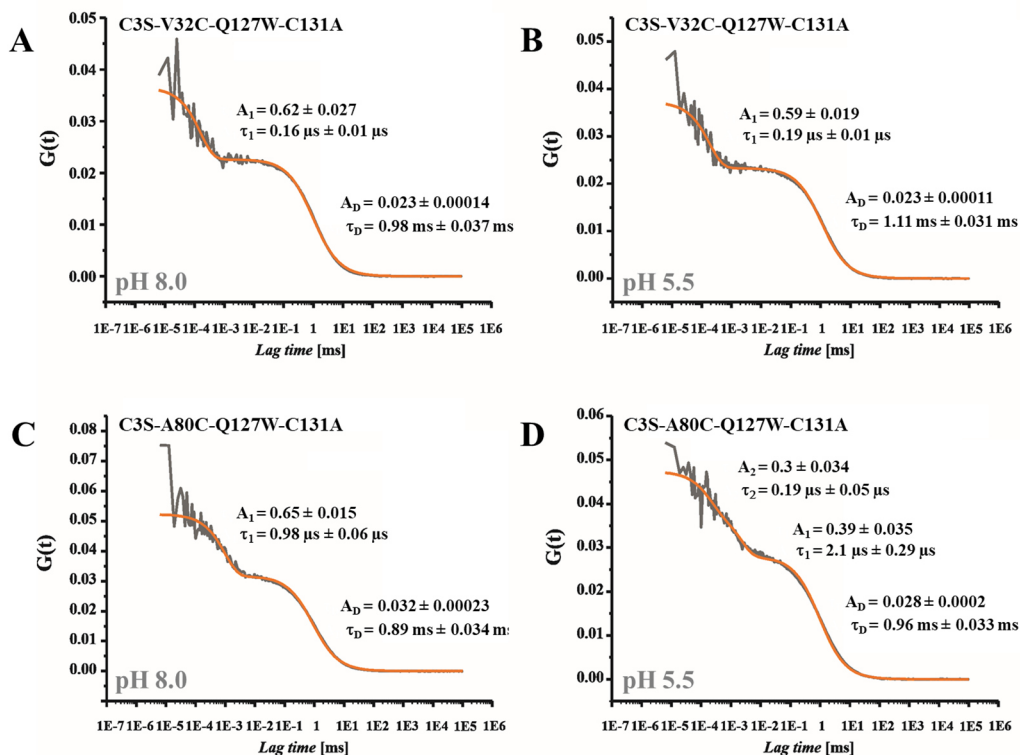 A
C3S-V32C-Q127W-C131A
0.05
0.04
0.03
0.02
0.01
0.00
G(t)
A1 = 0.62 ± 0.027
τ1 = 0.16 µs ± 0.01 µs
AD = 0.023 ± 0.00014
τD = 0.98 ms ± 0.037 ms
pH 8.0
1E-7 1E-6 1E-5 1E-4 1E-3 1E-2 1E-1 1 1E1 1E2 1E3 1E4 1E5 1E6
Lag time [ms]
B
C3S-V32C-Q127W-C131A
0.05
0.04
0.03
0.02
0.01
0.00
G(t)
A1 = 0.59 ± 0.019
τ1 = 0.19 µs ± 0.01 µs
AD = 0.023 ± 0.00011
τD = 1.11 ms ± 0.031 ms
pH 5.5
1E-7 1E-6 1E-5 1E-4 1E-3 1E-2 1E-1 1 1E1 1E2 1E3 1E4 1E5 1E6
Lag time [ms]
C
C3S-A80C-Q127W-C131A
0.08
0.07
0.06
0.05
0.04
0.03
0.02
0.01
0.00
G(t)
A1 = 0.65 ± 0.015
τ1 = 0.98 µs ± 0.06 µs
AD = 0.032 ± 0.00023
τD = 0.89 ms ± 0.034 ms
pH 8.0
1E-7 1E-6 1E-5 1E-4 1E-3 1E-2 1E-1 1 1E1 1E2 1E3 1E4 1E5 1E6
Lag time [ms]
D
C3S-A80C-Q127W-C131A
0.06
0.05
0.04
0.03
0.02
0.01
0.00
G(t)
A2 = 0.3 ± 0.034
τ2 = 0.19 µs ± 0.05 µs
A1 = 0.39 ± 0.035
τ1 = 2.1 µs ± 0.29 µs
AD = 0.028 ± 0.0002
τD = 0.96 ms ± 0.033 ms
pH 5.5
1E-7 1E-6 1E-5 1E-4 1E-3 1E-2 1E-1 1 1E1 1E2 1E3 1E4 1E5 1E6
Lag time [ms]